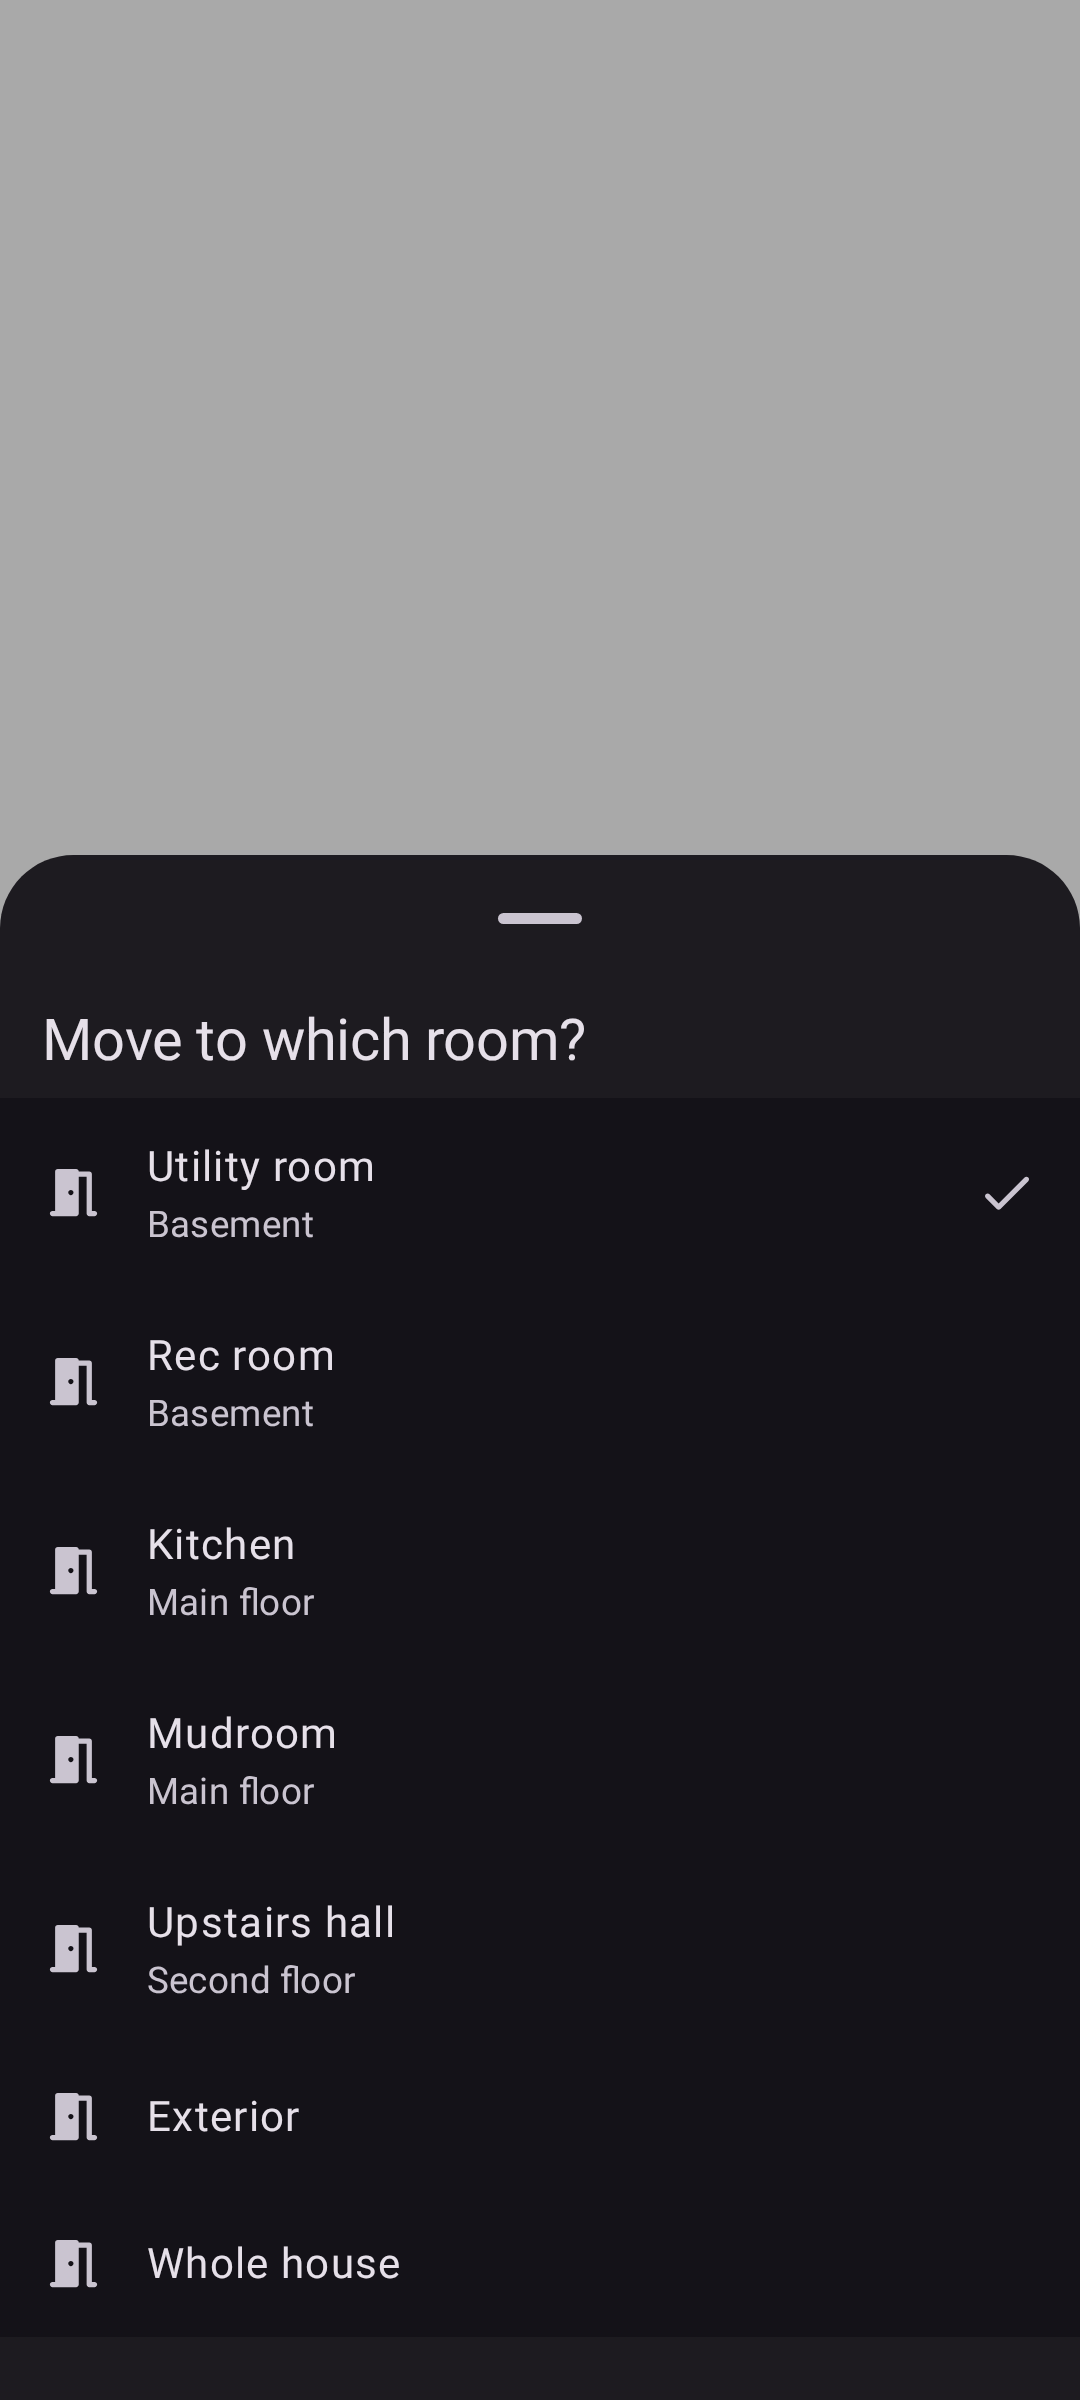 Move to which room?
Utility room
Basement
Rec room
Basement
Kitchen
Main floor
Mudroom
Main floor
Upstairs hall
Second floor
Exterior
Whole house